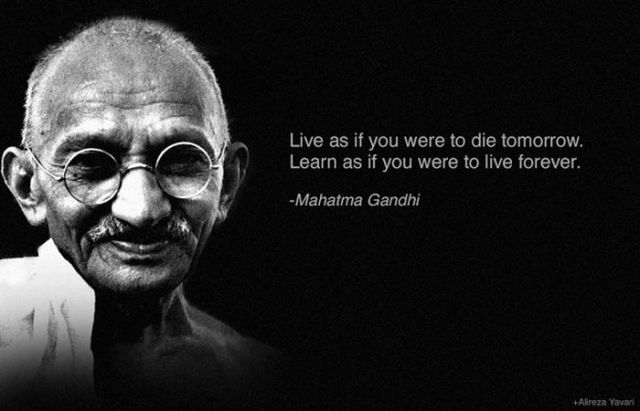 Live as if you were to die tomorrow.
Learn as if you were to live forever.
-Mahatma Gandhi
+Alireza Yavari